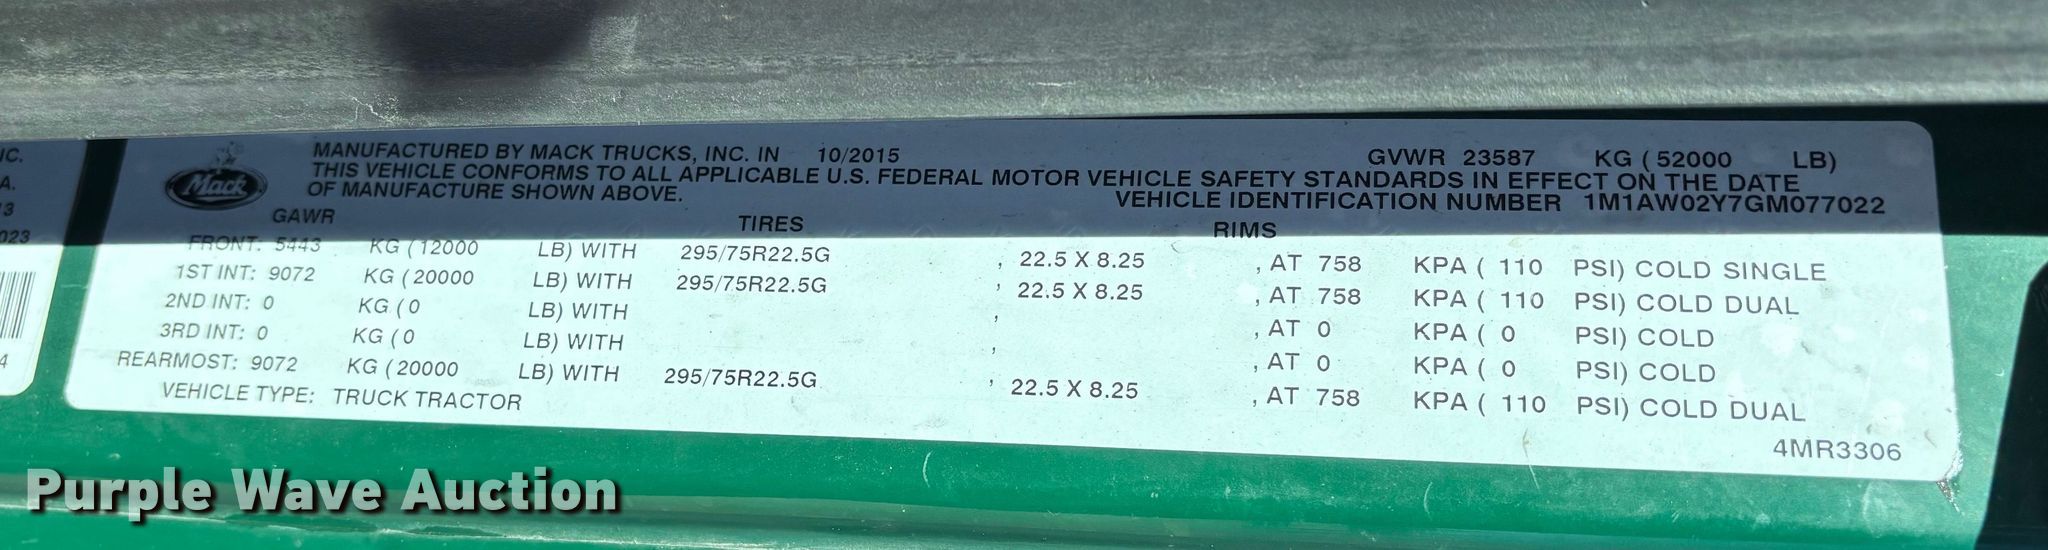 Mack
MANUFACTURED BY MACK TRUCKS, INC. IN 10/2015 GVWR 23587 KG (52000 LB)
THIS VEHICLE CONFORMS TO ALL APPLICABLE U.S. FEDERAL MOTOR VEHICLE SAFETY STANDARDS IN EFFECT ON THE DATE
OF MANUFACTURE SHOWN ABOVE. VEHICLE IDENTIFICATION NUMBER 1M1AW02Y7GM077022
GAWR TIRES RIMS
FRONT: 5443 KG (12000 LB) WITH 295/75R22.5G , 22.5 X 8.25 , AT 758 KPA ( 110 PSI) COLD SINGLE
1ST INT: 9072 KG (20000 LB) WITH 295/75R22.5G , 22.5 X 8.25 , AT 758 KPA ( 110 PSI) COLD DUAL
2ND INT: 0 KG (0 LB) WITH , , AT 0 KPA ( 0 PSI) COLD
3RD INT: 0 KG (0 LB) WITH , , AT 0 KPA ( 0 PSI) COLD
REARMOST: 9072 KG (20000 LB) WITH 295/75R22.5G , 22.5 X 8.25 , AT 758 KPA ( 110 PSI) COLD DUAL
VEHICLE TYPE: TRUCK TRACTOR
4MR3306
IC.
A.
13
023
4
Purple Wave Auction